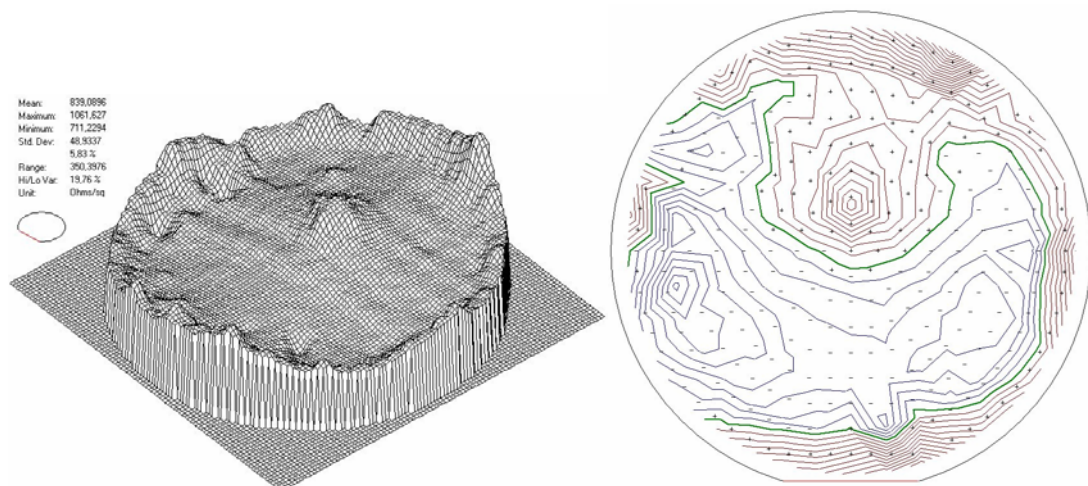 Mean: 839,0896
Maximum: 1061,627
Minimum: 711,2294
Std. Dev: 48,9337
5,83 %
Range: 350,3976
Hi/Lo Var: 19,76 %
Unit: Ohms/sq